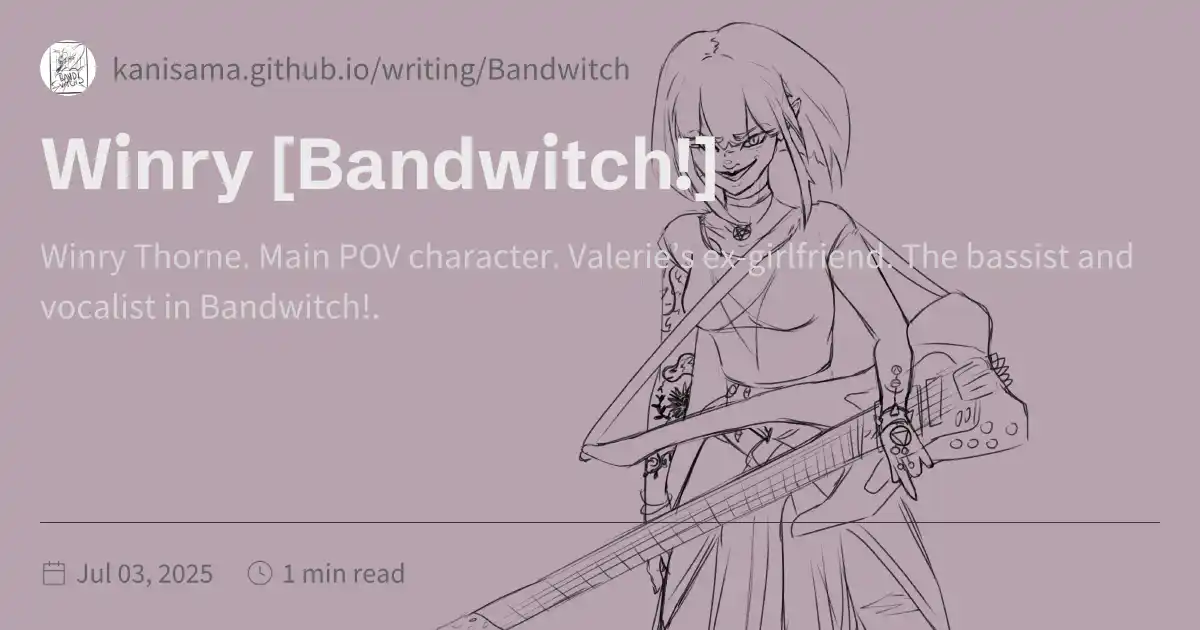 kanisama.github.io/writing/Bandwitch
Winry [Bandwitch!]
Winry Thorne. Main POV character. Valerie's ex-girlfriend. The bassist and
vocalist in Bandwitch!.
Jul 03, 2025
1 min read